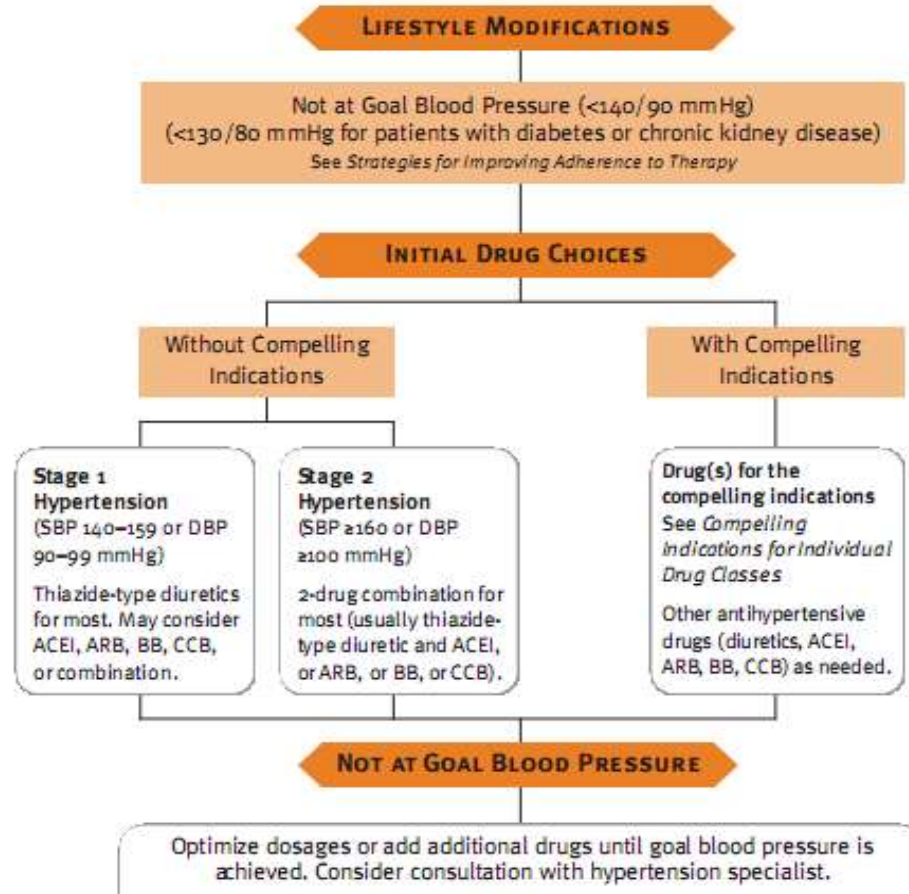 LIFESTYLE MODIFICATIONS
Not at Goal Blood Pressure (<140/90 mmHg)
(<130/80 mmHg for patients with diabetes or chronic kidney disease)
See Strategies for Improving Adherence to Therapy
INITIAL DRUG CHOICES
Without Compelling
Indications
With Compelling
Indications
Stage 1
Hypertension
(SBP 140–159 or DBP
90–99 mmHg)
Thiazide-type diuretics
for most. May consider
ACEI, ARB, BB, CCB,
or combination.
Stage 2
Hypertension
(SBP ≥160 or DBP
≥100 mmHg)
2-drug combination for
most (usually thiazide-
type diuretic and ACEI,
or ARB, or BB, or CCB).
Drug(s) for the
compelling indications
See Compelling
Indications for Individual
Drug Classes
Other antihypertensive
drugs (diuretics, ACEI,
ARB, BB, CCB) as needed.
NOT AT GOAL BLOOD PRESSURE
Optimize dosages or add additional drugs until goal blood pressure is
achieved. Consider consultation with hypertension specialist.